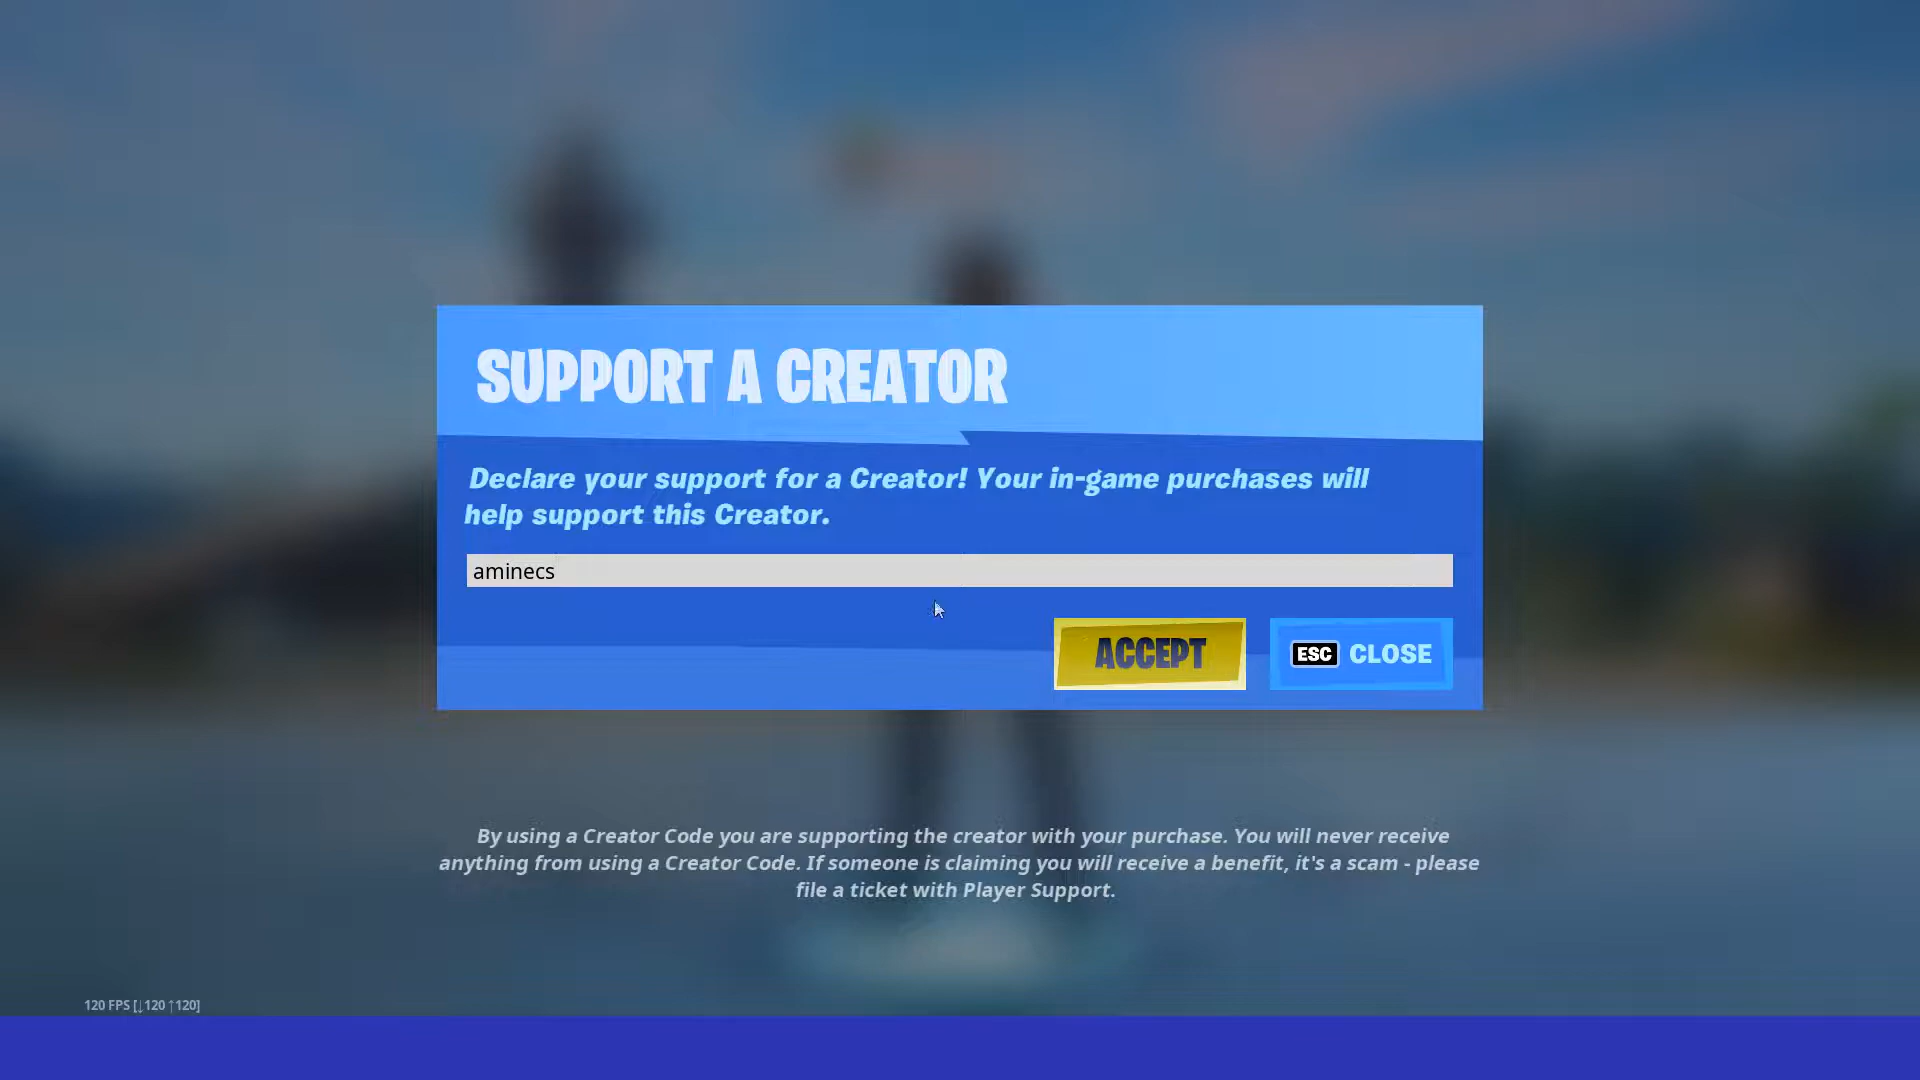 SUPPORT A CREATOR
Declare your support for a Creator! Your in-game purchases will
help support this Creator.
aminecs
ACCEPT
ESC CLOSE
By using a Creator Code you are supporting the creator with your purchase. You will never receive
anything from using a Creator Code. If someone is claiming you will receive a benefit, it's a scam - please
file a ticket with Player Support.
120 FPS [↓120 ↑120]